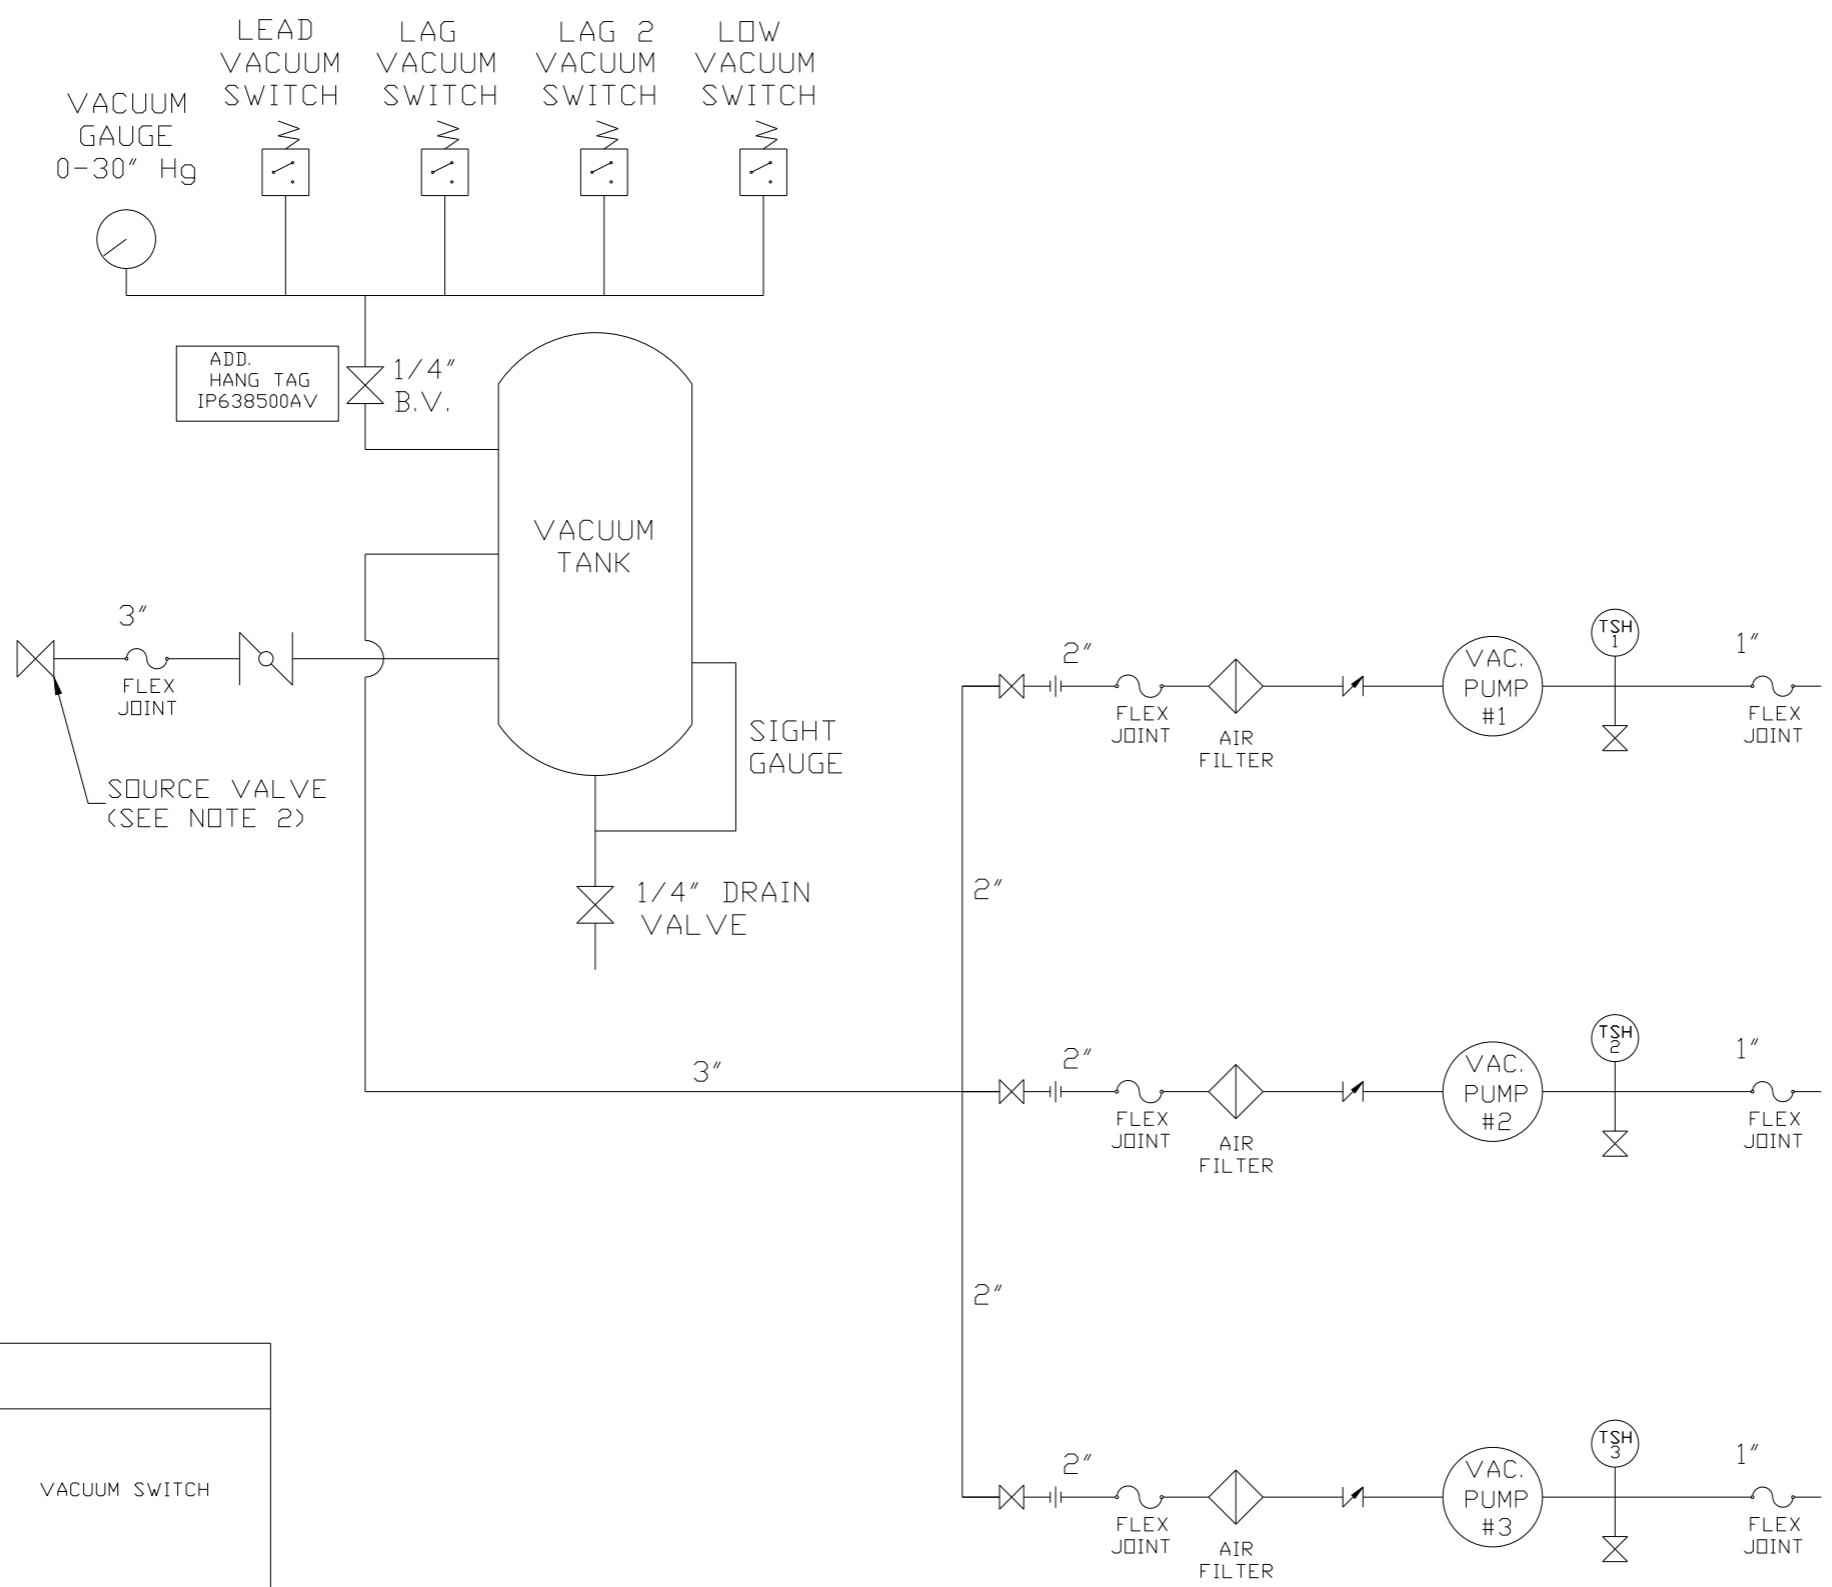 LEAD
VACUUM
SWITCH
LAG
VACUUM
SWITCH
LAG 2
VACUUM
SWITCH
LOW
VACUUM
SWITCH
VACUUM
GAUGE
0-30" Hg
ADD.
HANG TAG
IP638500AV
1/4"
B.V.
VACUUM
TANK
3"
FLEX
JOINT
SOURCE VALVE
(SEE NOTE 2)
SIGHT
GAUGE
1/4" DRAIN
VALVE
3"
2"
2"
2"
FLEX
JOINT
AIR
FILTER
VAC.
PUMP
#1
TSH
1
1"
FLEX
JOINT
2"
FLEX
JOINT
AIR
FILTER
VAC.
PUMP
#2
TSH
2
1"
FLEX
JOINT
2"
FLEX
JOINT
AIR
FILTER
VAC.
PUMP
#3
TSH
3
1"
FLEX
JOINT
VACUUM SWITCH